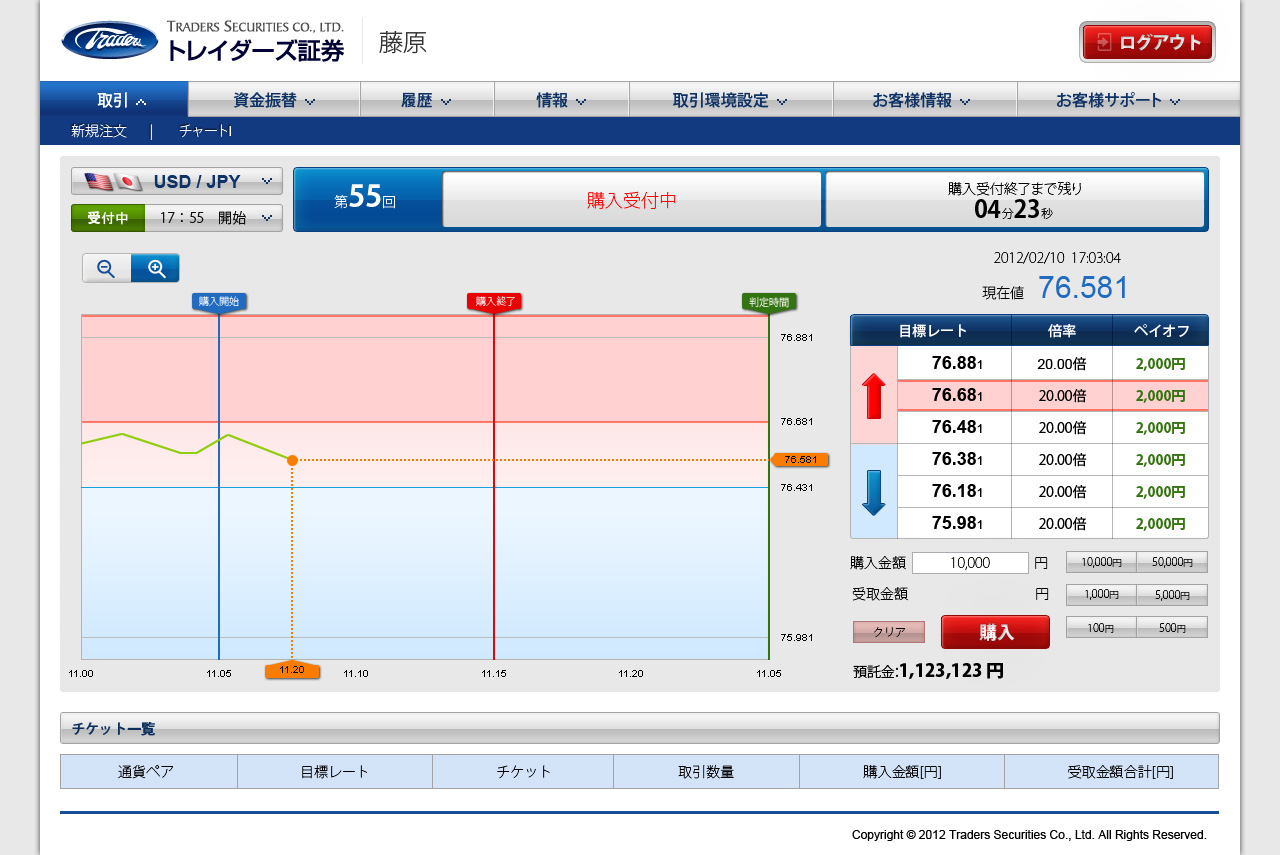 Traders
TRADERS SECURITIES CO., LTD.
トレイダーズ証券
藤原
ログアウト
取引 資金振替 履歴 情報 取引環境設定 お客様情報 お客様サポート
新規注文 | チャートI
USD / JPY
受付中 17：55 開始
第55回
購入受付中
購入受付終了まで残り
04分23秒
2012/02/10 17:03:04
現在値 76.581
購入開始 購入終了 判定時間
76.881
76.681
76.581
76.431
75.981
11.00 11.05 11.20 11.10 11.15 11.20 11.05
目標レート 倍率 ペイオフ
76.881 20.00倍 2,000円
76.681 20.00倍 2,000円
76.481 20.00倍 2,000円
76.381 20.00倍 2,000円
76.181 20.00倍 2,000円
75.981 20.00倍 2,000円
購入金額 10,000 円 10,000円 50,000円
受取金額 円 1,000円 5,000円
クリア 購入 100円 500円
預託金:1,123,123 円
チケット一覧
通貨ペア 目標レート チケット 取引数量 購入金額[円] 受取金額合計[円]
Copyright © 2012 Traders Securities Co., Ltd. All Rights Reserved.